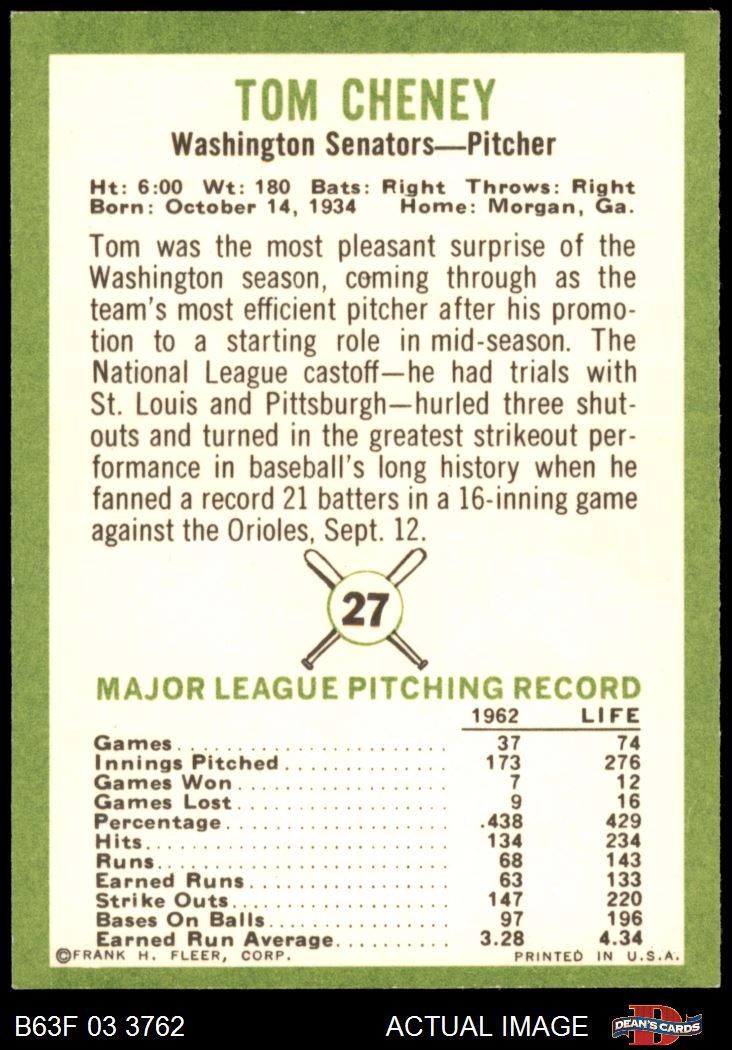 TOM CHENEY
Washington Senators—Pitcher
Ht: 6:00 Wt: 180 Bats: Right Throws: Right
Born: October 14, 1934 Home: Morgan, Ga.
Tom was the most pleasant surprise of the
Washington season, coming through as the
team's most efficient pitcher after his promo-
tion to a starting role in mid-season. The
National League castoff—he had trials with
St. Louis and Pittsburgh—hurled three shut-
outs and turned in the greatest strikeout per-
formance in baseball's long history when he
fanned a record 21 batters in a 16-inning game
against the Orioles, Sept. 12.
27
MAJOR LEAGUE PITCHING RECORD
1962 LIFE
Games 37 74
Innings Pitched 173 276
Games Won 7 12
Games Lost 9 16
Percentage .438 429
Hits 134 234
Runs 68 143
Earned Runs 63 133
Strike Outs 147 220
Bases On Balls 97 196
Earned Run Average 3.28 4.34
©FRANK H. FLEER, CORP. PRINTED IN U.S.A.
B63F 03 3762 ACTUAL IMAGE D DEAN'S CARDS